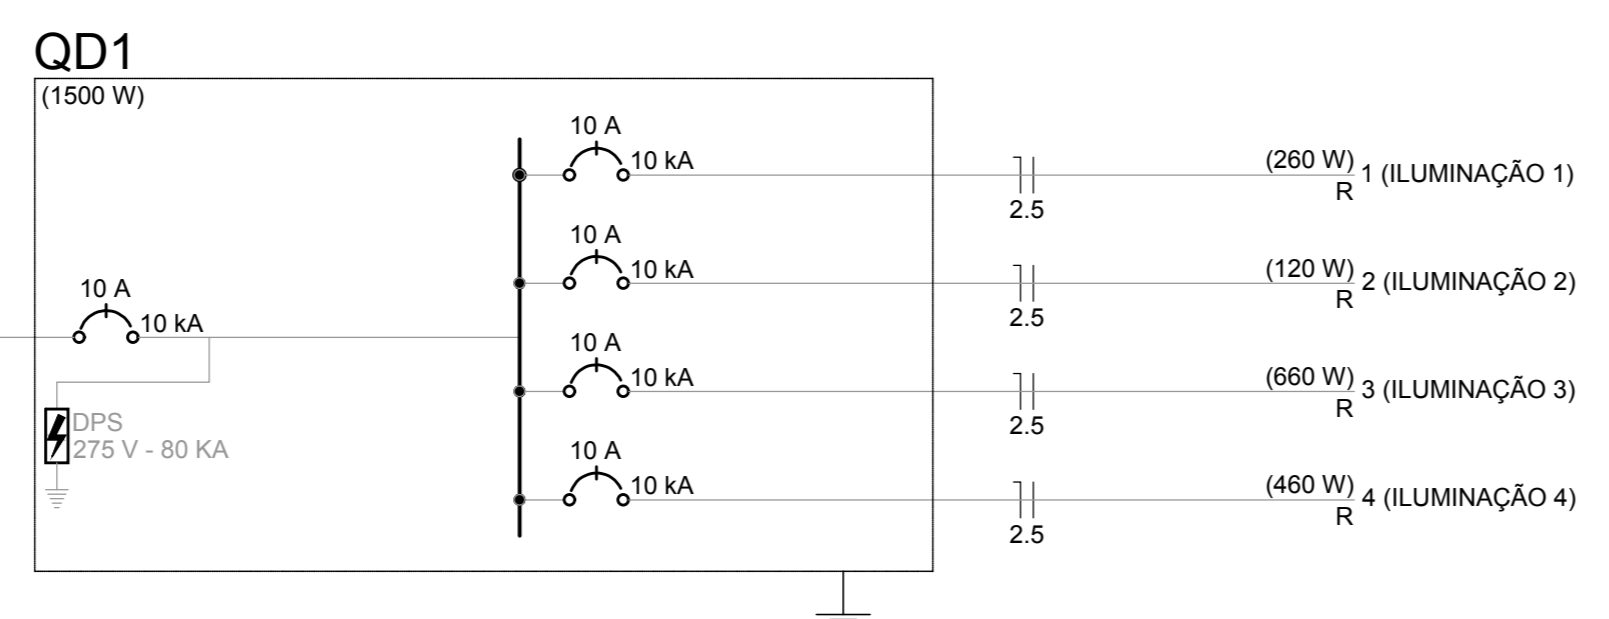 QD1
(1500 W)
10 A
10 kA
(260 W)
1 (ILUMINAÇÃO 1)
R
2.5
10 A
10 kA
(120 W)
2 (ILUMINAÇÃO 2)
R
2.5
10 A
10 kA
DPS
275 V - 80 KA
10 A
10 kA
(660 W)
3 (ILUMINAÇÃO 3)
R
2.5
10 A
10 kA
(460 W)
4 (ILUMINAÇÃO 4)
R
2.5